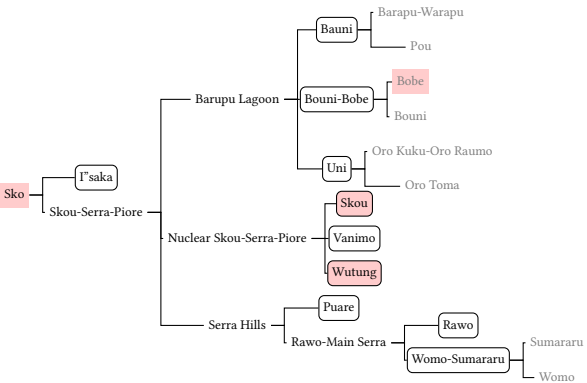 Barapu-Warapu
Bauni
Pou
Bobe
Barupu Lagoon
Bouni-Bobe
Bouni
Oro Kuku-Oro Raumo
Uni
I”saka
Oro Toma
Sko
Skou
Skou-Serra-Piore
Nuclear Skou-Serra-Piore
Vanimo
Wutung
Puare
Serra Hills
Rawo
Rawo-Main Serra
Sumararu
Womo-Sumararu
Womo